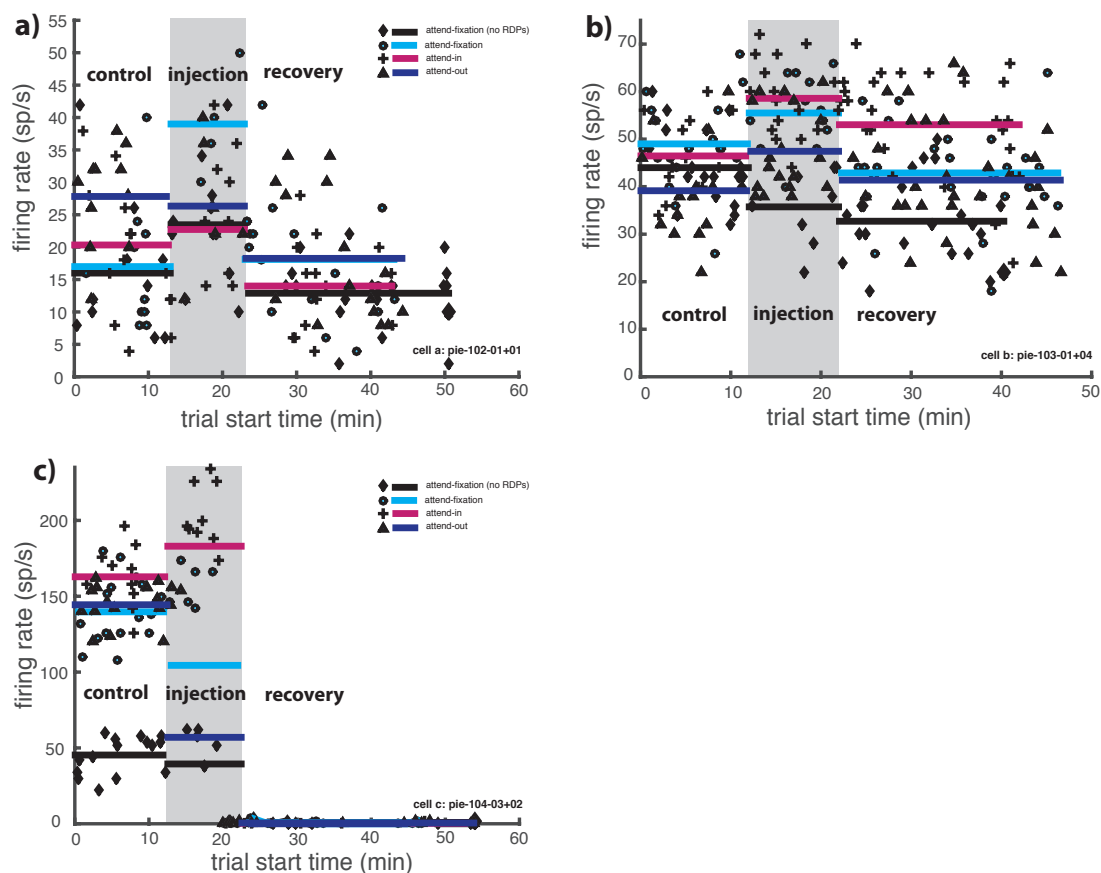 a)
55
50
45
40
35
30
25
20
15
10
5
0
firing rate (sp/s)
control injection recovery
attend-fixation (no RDPs)
attend-fixation
attend-in
attend-out
cell a: pie-102-01+01
0 10 20 30 40 50 60
trial start time (min)
b)
70
60
50
40
30
20
10
0
firing rate (sp/s)
control injection recovery
cell b: pie-103-01+04
0 10 20 30 40 50
trial start time (min)
c)
200
150
100
50
0
firing rate (sp/s)
attend-fixation (no RDPs)
attend-fixation
attend-in
attend-out
control injection recovery
cell c: pie-104-03+02
0 10 20 30 40 50 60
trial start time (min)